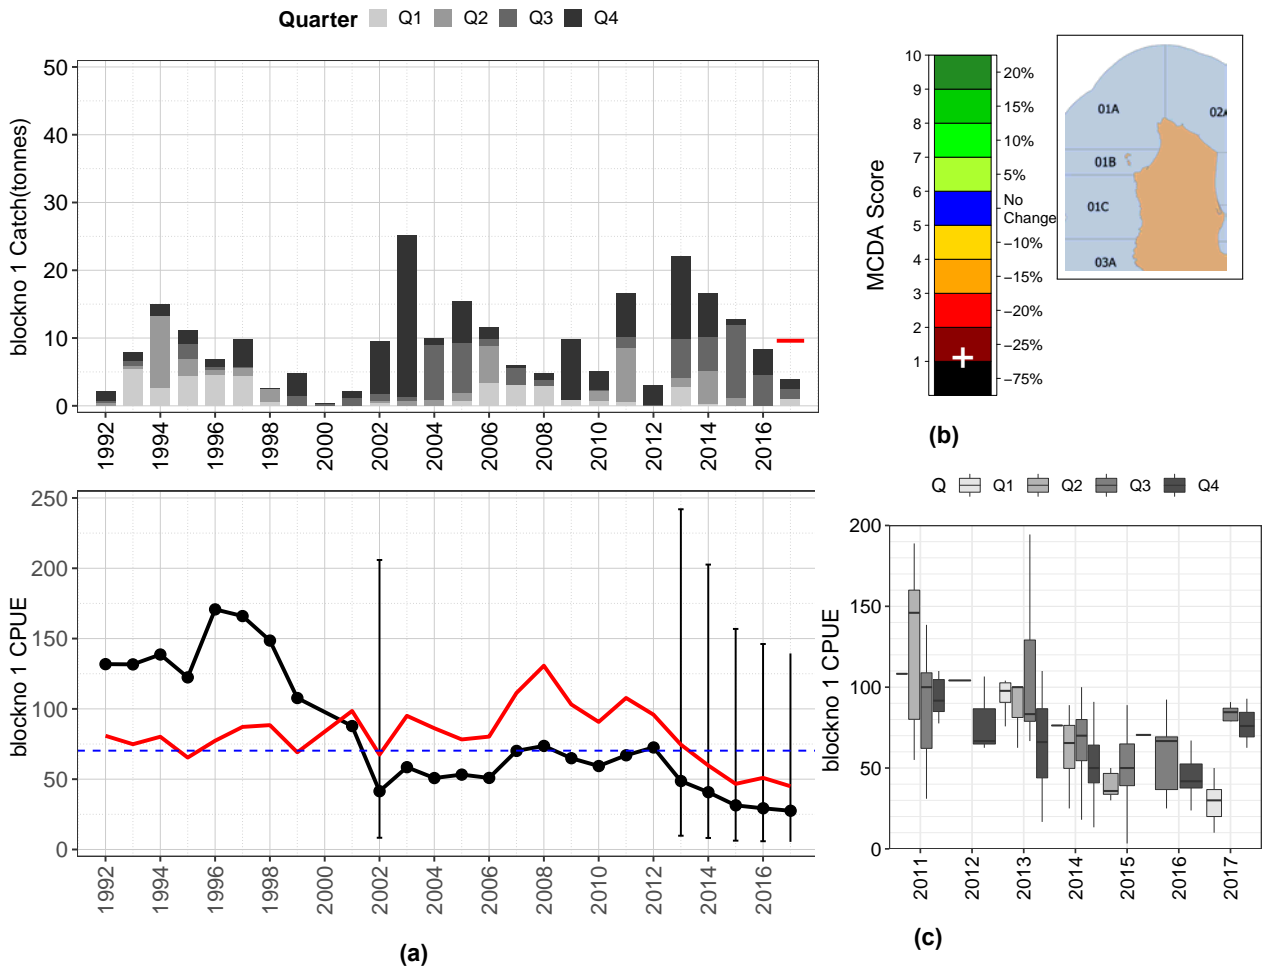 Quarter Q1 Q2 Q3 Q4
blockno 1 Catch(tonnes)
50
40
30
20
10
0
1992 1994 1996 1998 2000 2002 2004 2006 2008 2010 2012 2014 2016
blockno 1 CPUE
250
200
150
100
50
0
1992 1994 1996 1998 2000 2002 2004 2006 2008 2010 2012 2014 2016
(a)
MCDA Score
10
9
8
7
6
5
4
3
2
1
20%
15%
10%
5%
No
Change
−10%
−15%
−20%
−25%
−75%
(b)
01A
02A
01B
01C
03A
Q Q1 Q2 Q3 Q4
blockno 1 CPUE
200
150
100
50
0
2011 2012 2013 2014 2015 2016 2017
(c)